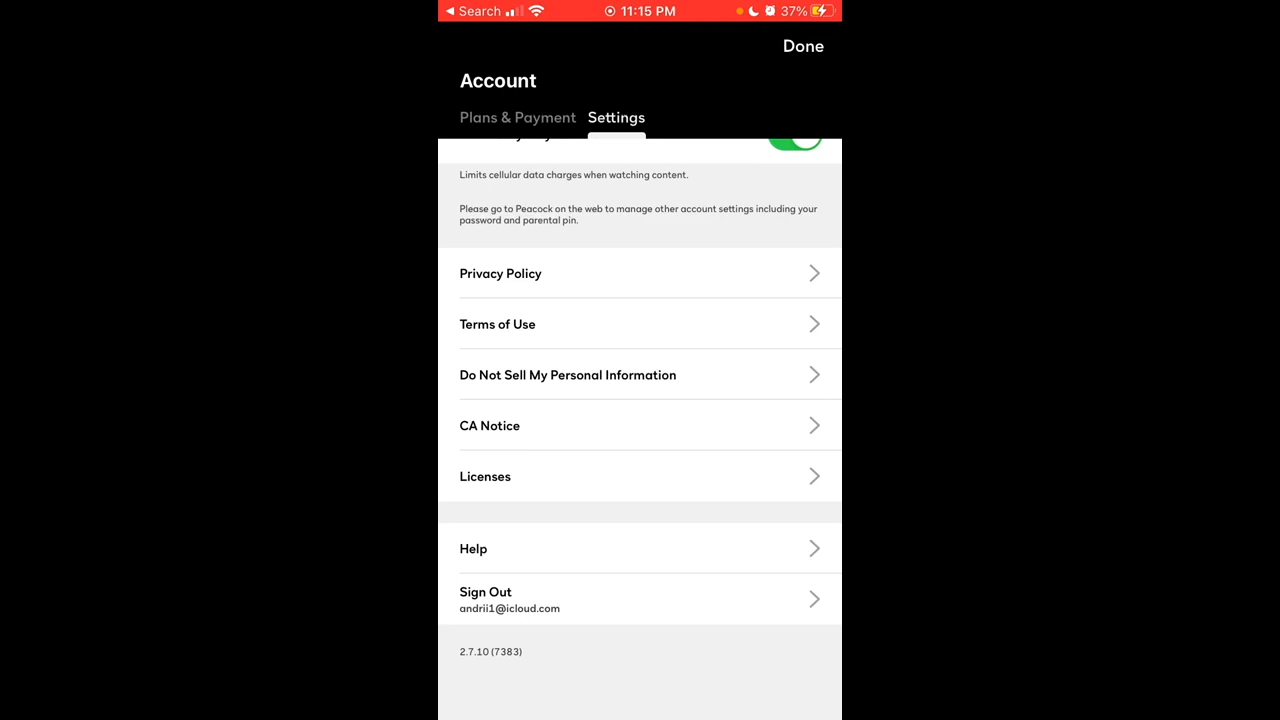 Search 11:15 PM 37%
Done
Account
Plans & Payment Settings
Limits cellular data charges when watching content.
Please go to Peacock on the web to manage other account settings including your
password and parental pin.
Privacy Policy
Terms of Use
Do Not Sell My Personal Information
CA Notice
Licenses
Help
Sign Out
andrii1@icloud.com
2.7.10 (7383)